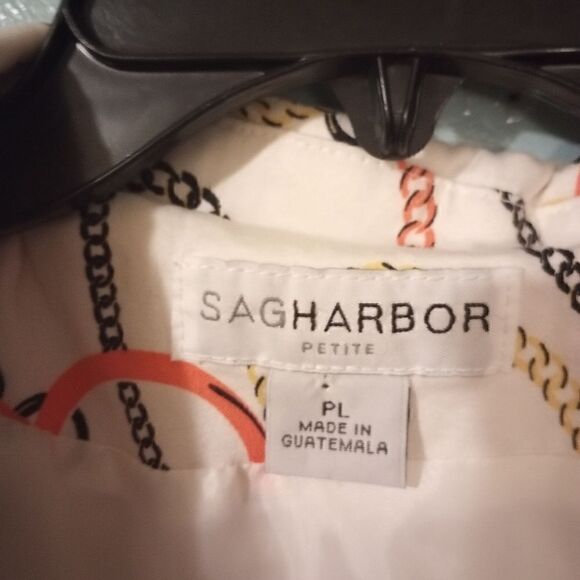 SAGHARBOR
PETITE
PL
MADE IN
GUATEMALA